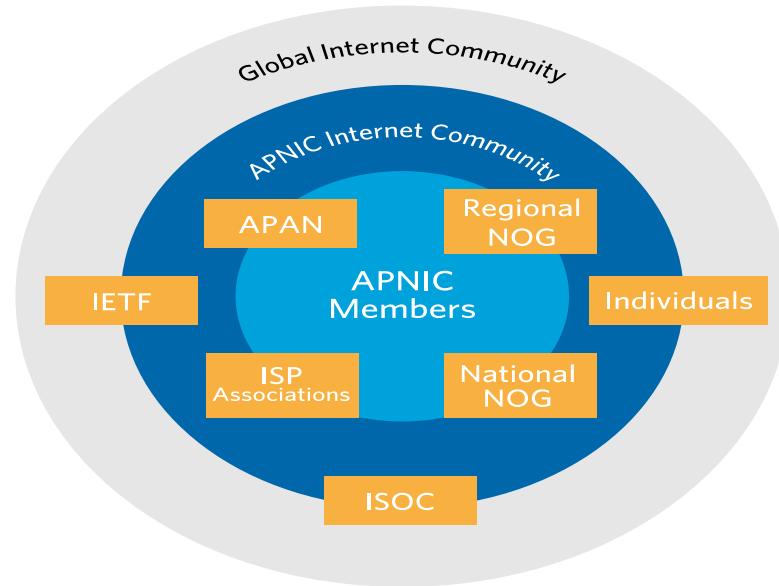 Global Internet Community
APNIC Internet Community
APAN
Regional
NOG
APNIC
Members
IETF
Individuals
ISP
Associations
National
NOG
ISOC